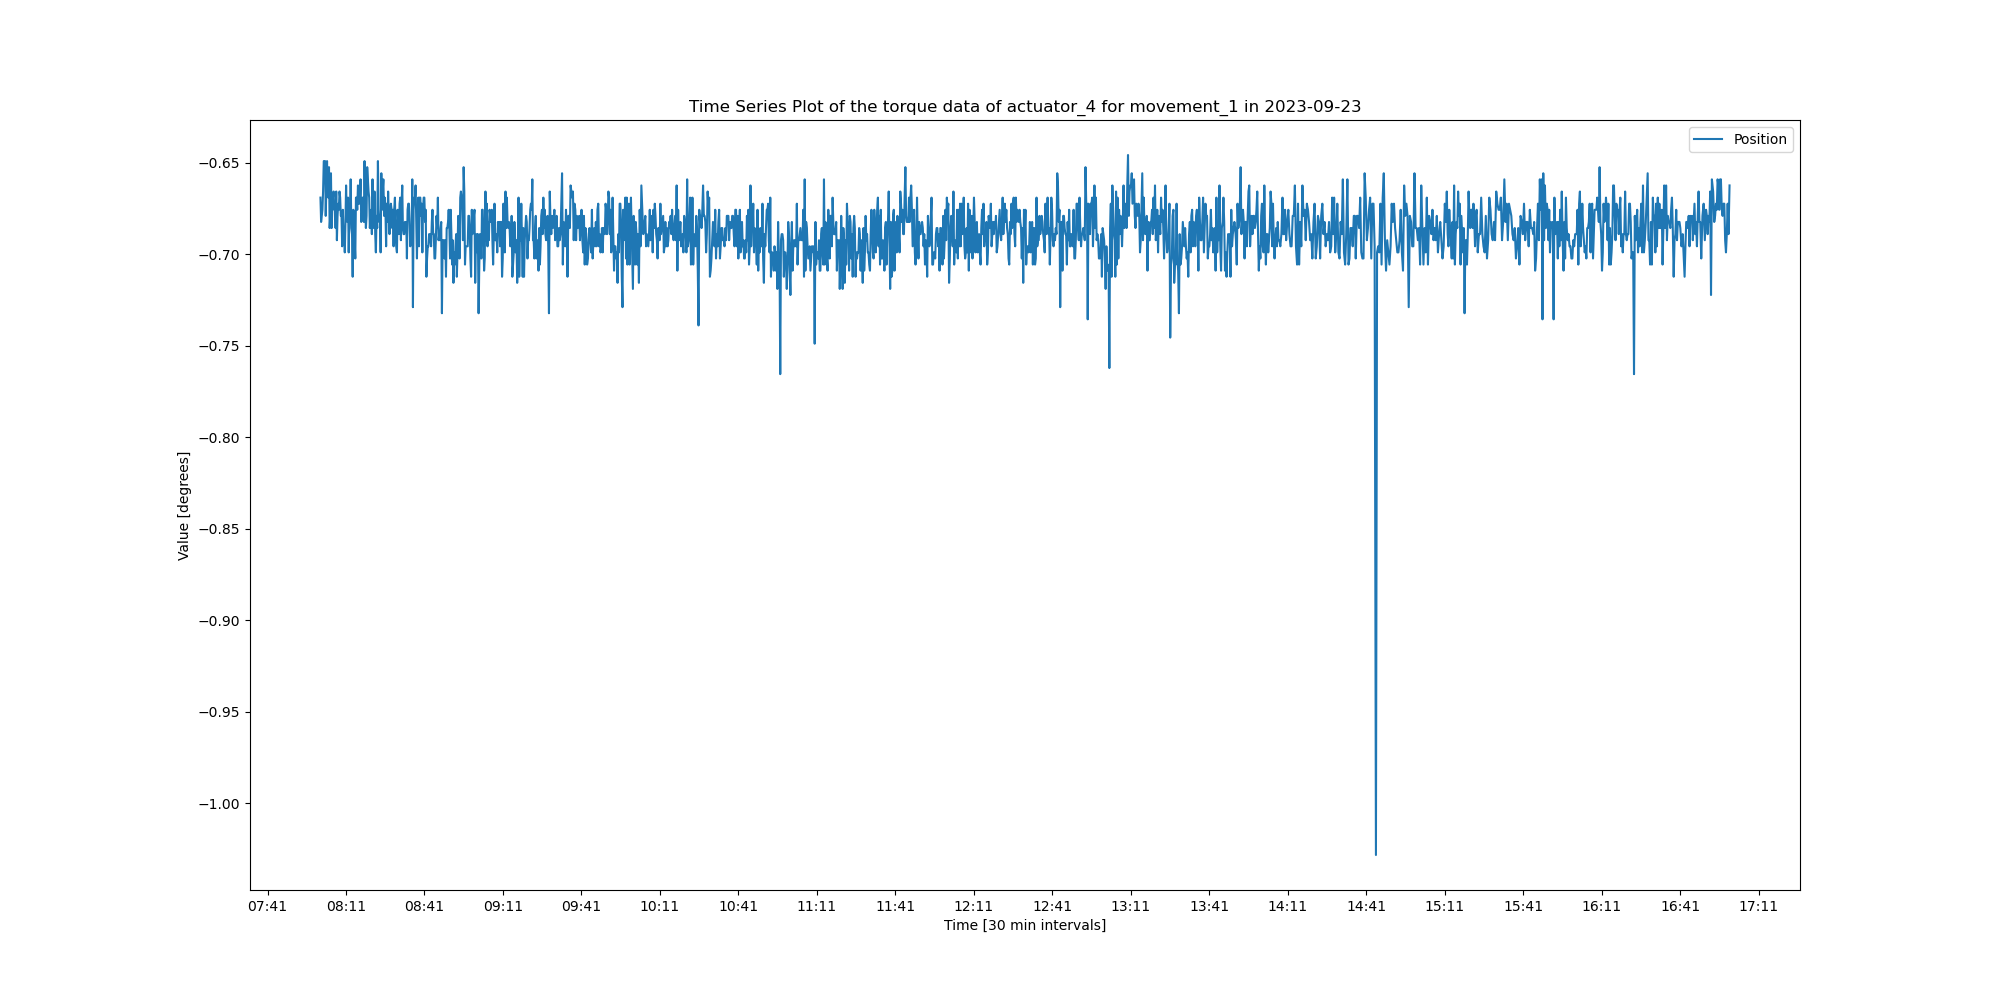 Time Series Plot of the torque data of actuator_4 for movement_1 in 2023-09-23
Position
−0.65
−0.70
−0.75
−0.80
−0.85
−0.90
−0.95
−1.00
Value [degrees]
07:41 08:11 08:41 09:11 09:41 10:11 10:41 11:11 11:41 12:11 12:41 13:11 13:41 14:11 14:41 15:11 15:41 16:11 16:41 17:11
Time [30 min intervals]